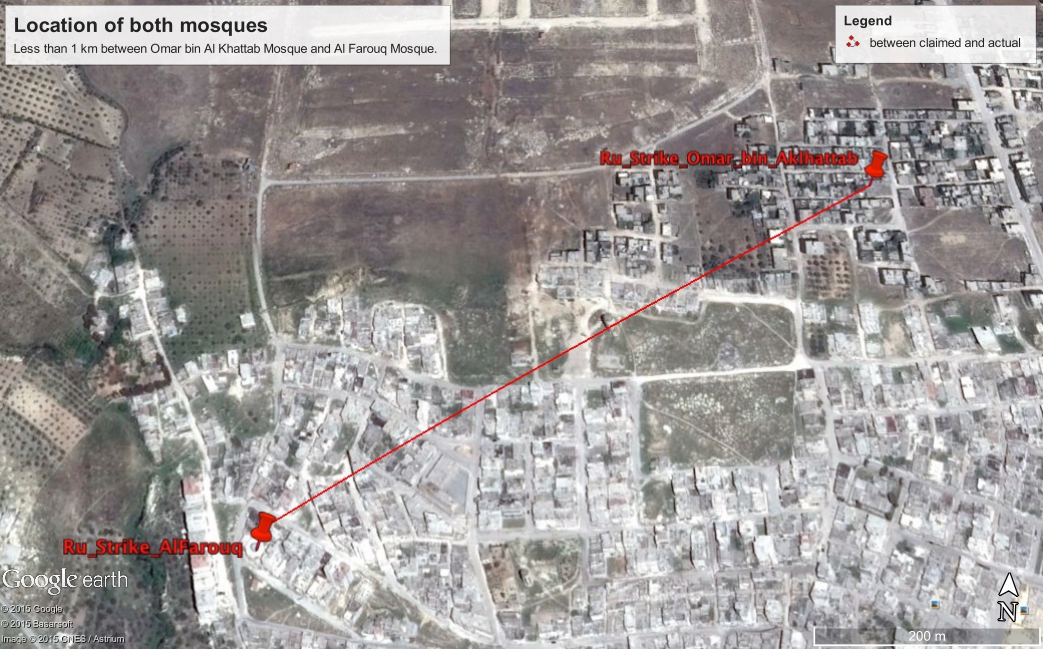 Location of both mosques
Less than 1 km between Omar bin Al Khattab Mosque and Al Farouq Mosque.
Legend
between claimed and actual
Ru_Strike_Omar_bin_Aklhattab
Ru_Strike_AlFarouq
Google earth
© 2015 Google
© 2015 Basarsoft
Image © 2015 CNES / Astrium
N
200 m